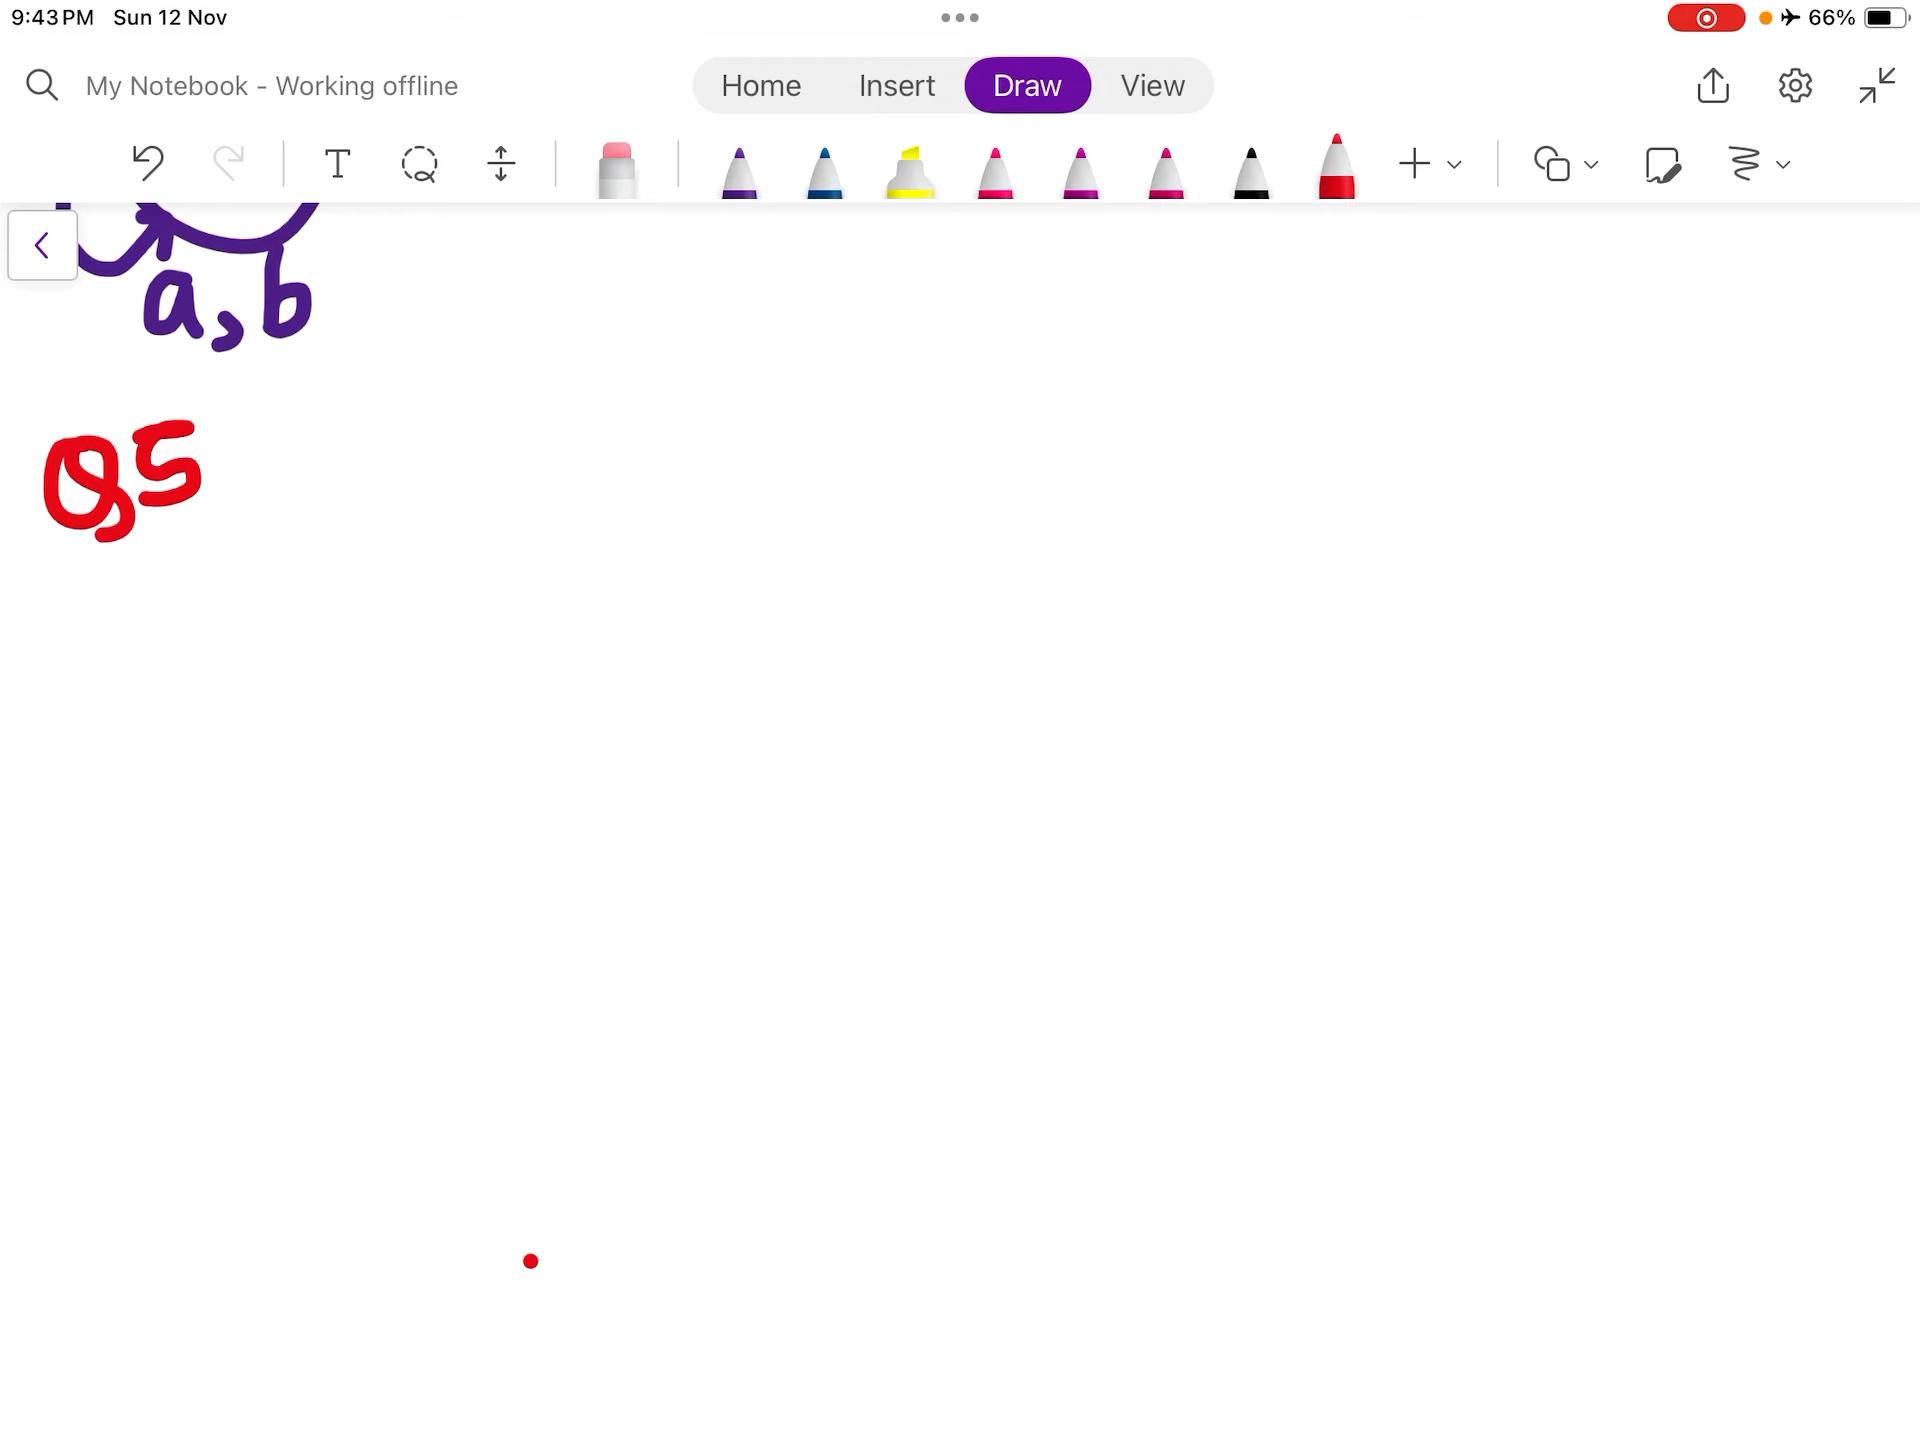 9:43 PM Sun 12 Nov 66%
My Notebook - Working offline Home Insert Draw View
T
a,b
Q5